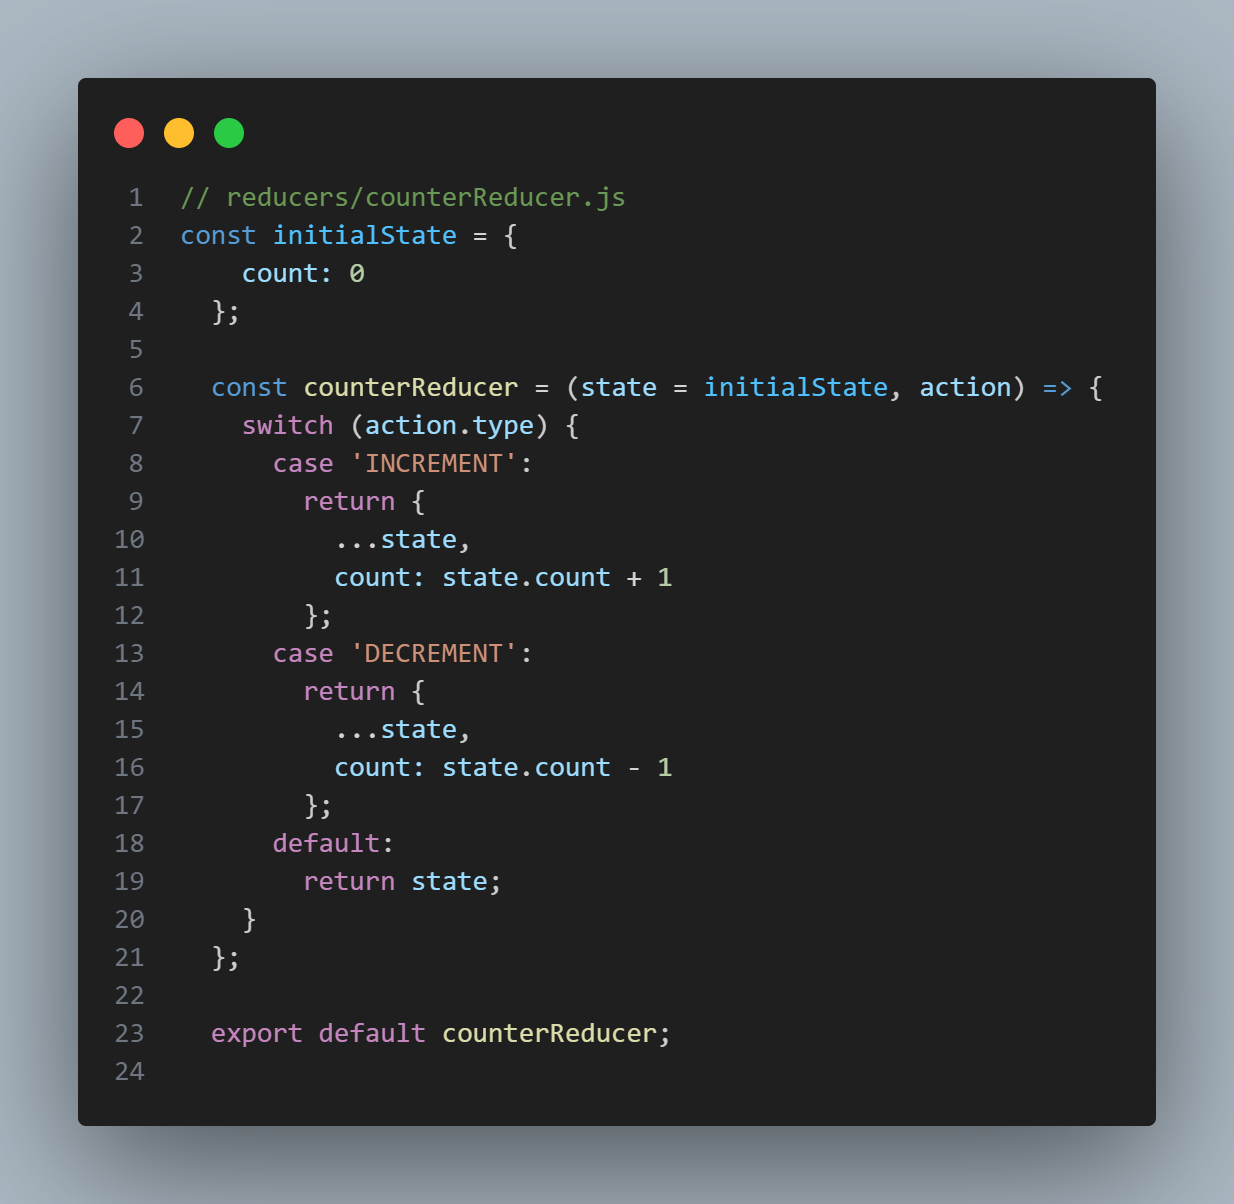 1 // reducers/counterReducer.js
2 const initialState = {
3     count: 0
4   };
5
6   const counterReducer = (state = initialState, action) => {
7     switch (action.type) {
8       case 'INCREMENT':
9         return {
10           ...state,
11           count: state.count + 1
12         };
13       case 'DECREMENT':
14         return {
15           ...state,
16           count: state.count - 1
17         };
18       default:
19         return state;
20     }
21   };
22
23   export default counterReducer;
24